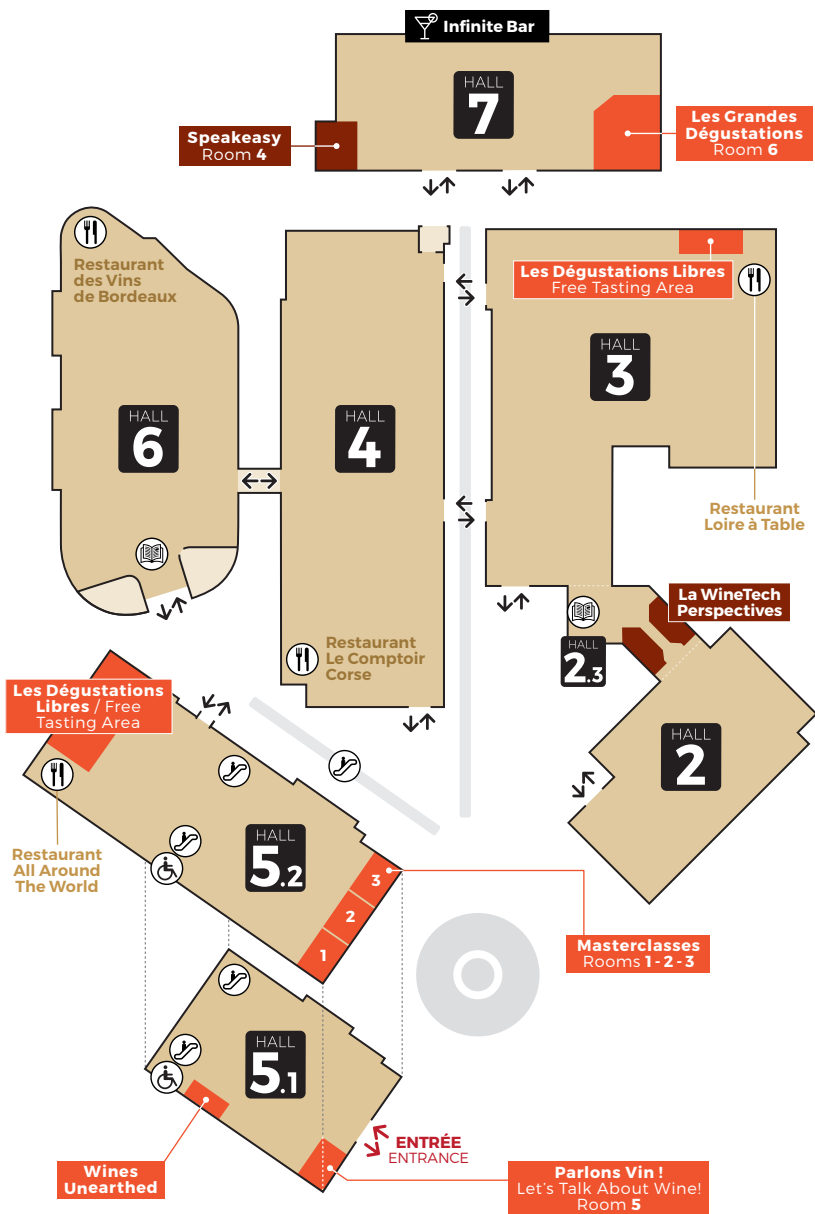 Infinite Bar
HALL
7
Speakeasy
Room 4
Les Grandes
Dégustations
Room 6
Restaurant
des Vins
de Bordeaux
Les Dégustations Libres
Free Tasting Area
HALL
3
HALL
6
HALL
4
Restaurant
Loire à Table
La WineTech
Perspectives
HALL
2.3
Restaurant
Le Comptoir
Corse
Les Dégustations
Libres / Free
Tasting Area
HALL
2
Restaurant
All Around
The World
HALL
5.2
3
2
1
Masterclasses
Rooms 1 - 2 - 3
HALL
5.1
ENTRÉE
ENTRANCE
Wines
Unearthed
Parlons Vin !
Let's Talk About Wine!
Room 5